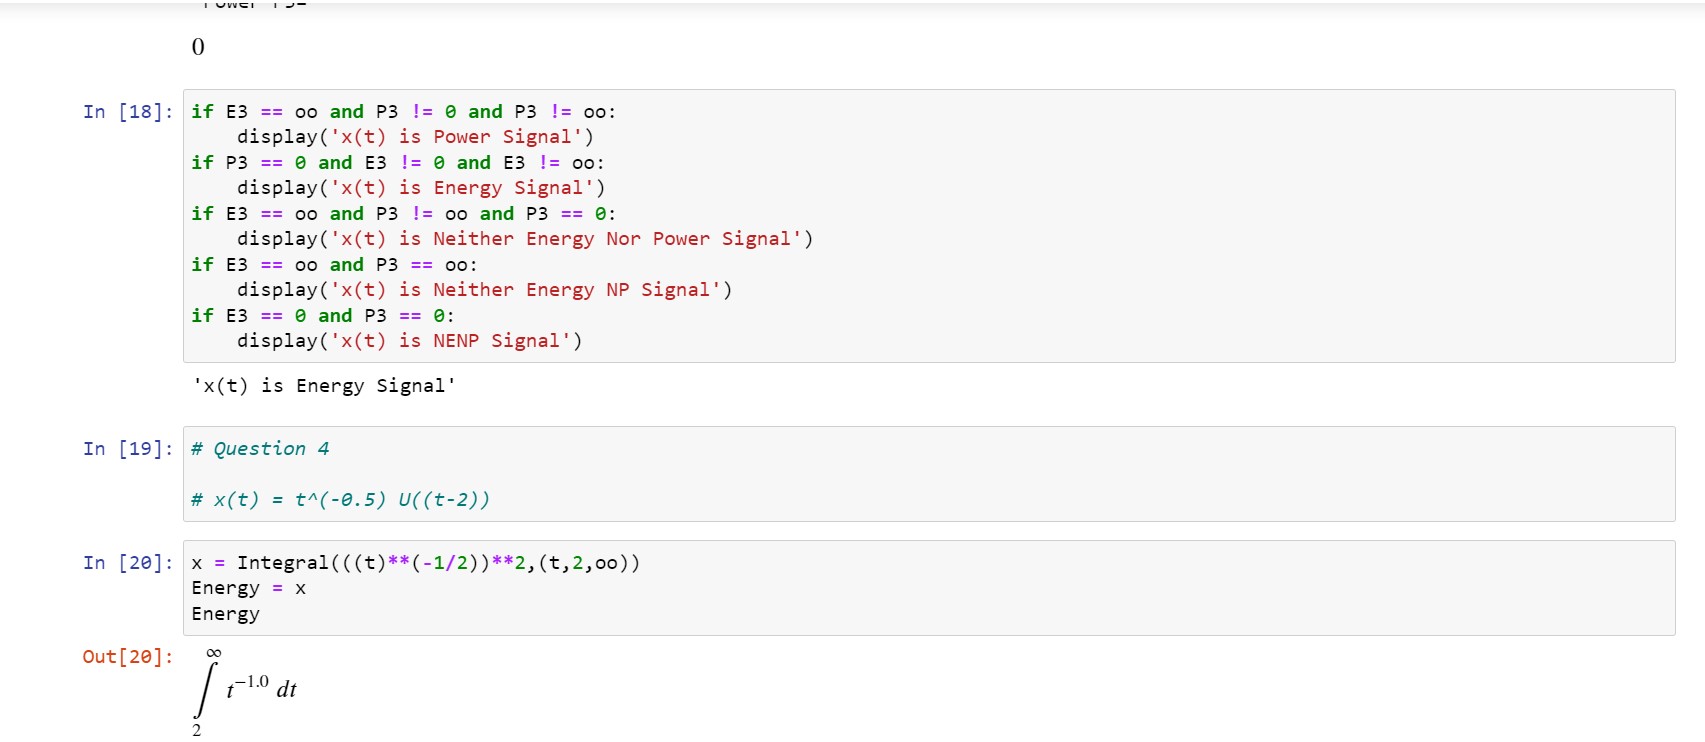 0
In [18]: if E3 == oo and P3 != 0 and P3 != oo:
display('x(t) is Power Signal')
if P3 == 0 and E3 != 0 and E3 != oo:
display('x(t) is Energy Signal')
if E3 == oo and P3 != oo and P3 == 0:
display('x(t) is Neither Energy Nor Power Signal')
if E3 == oo and P3 == oo:
display('x(t) is Neither Energy NP Signal')
if E3 == 0 and P3 == 0:
display('x(t) is NENP Signal')
'x(t) is Energy Signal'
In [19]: # Question 4
# x(t) = t^(-0.5) U((t-2))
In [20]: x = Integral(((t)**(-1/2))**2,(t,2,oo))
Energy = x
Energy
Out[20]: ∞
∫ t^−1.0 dt
2